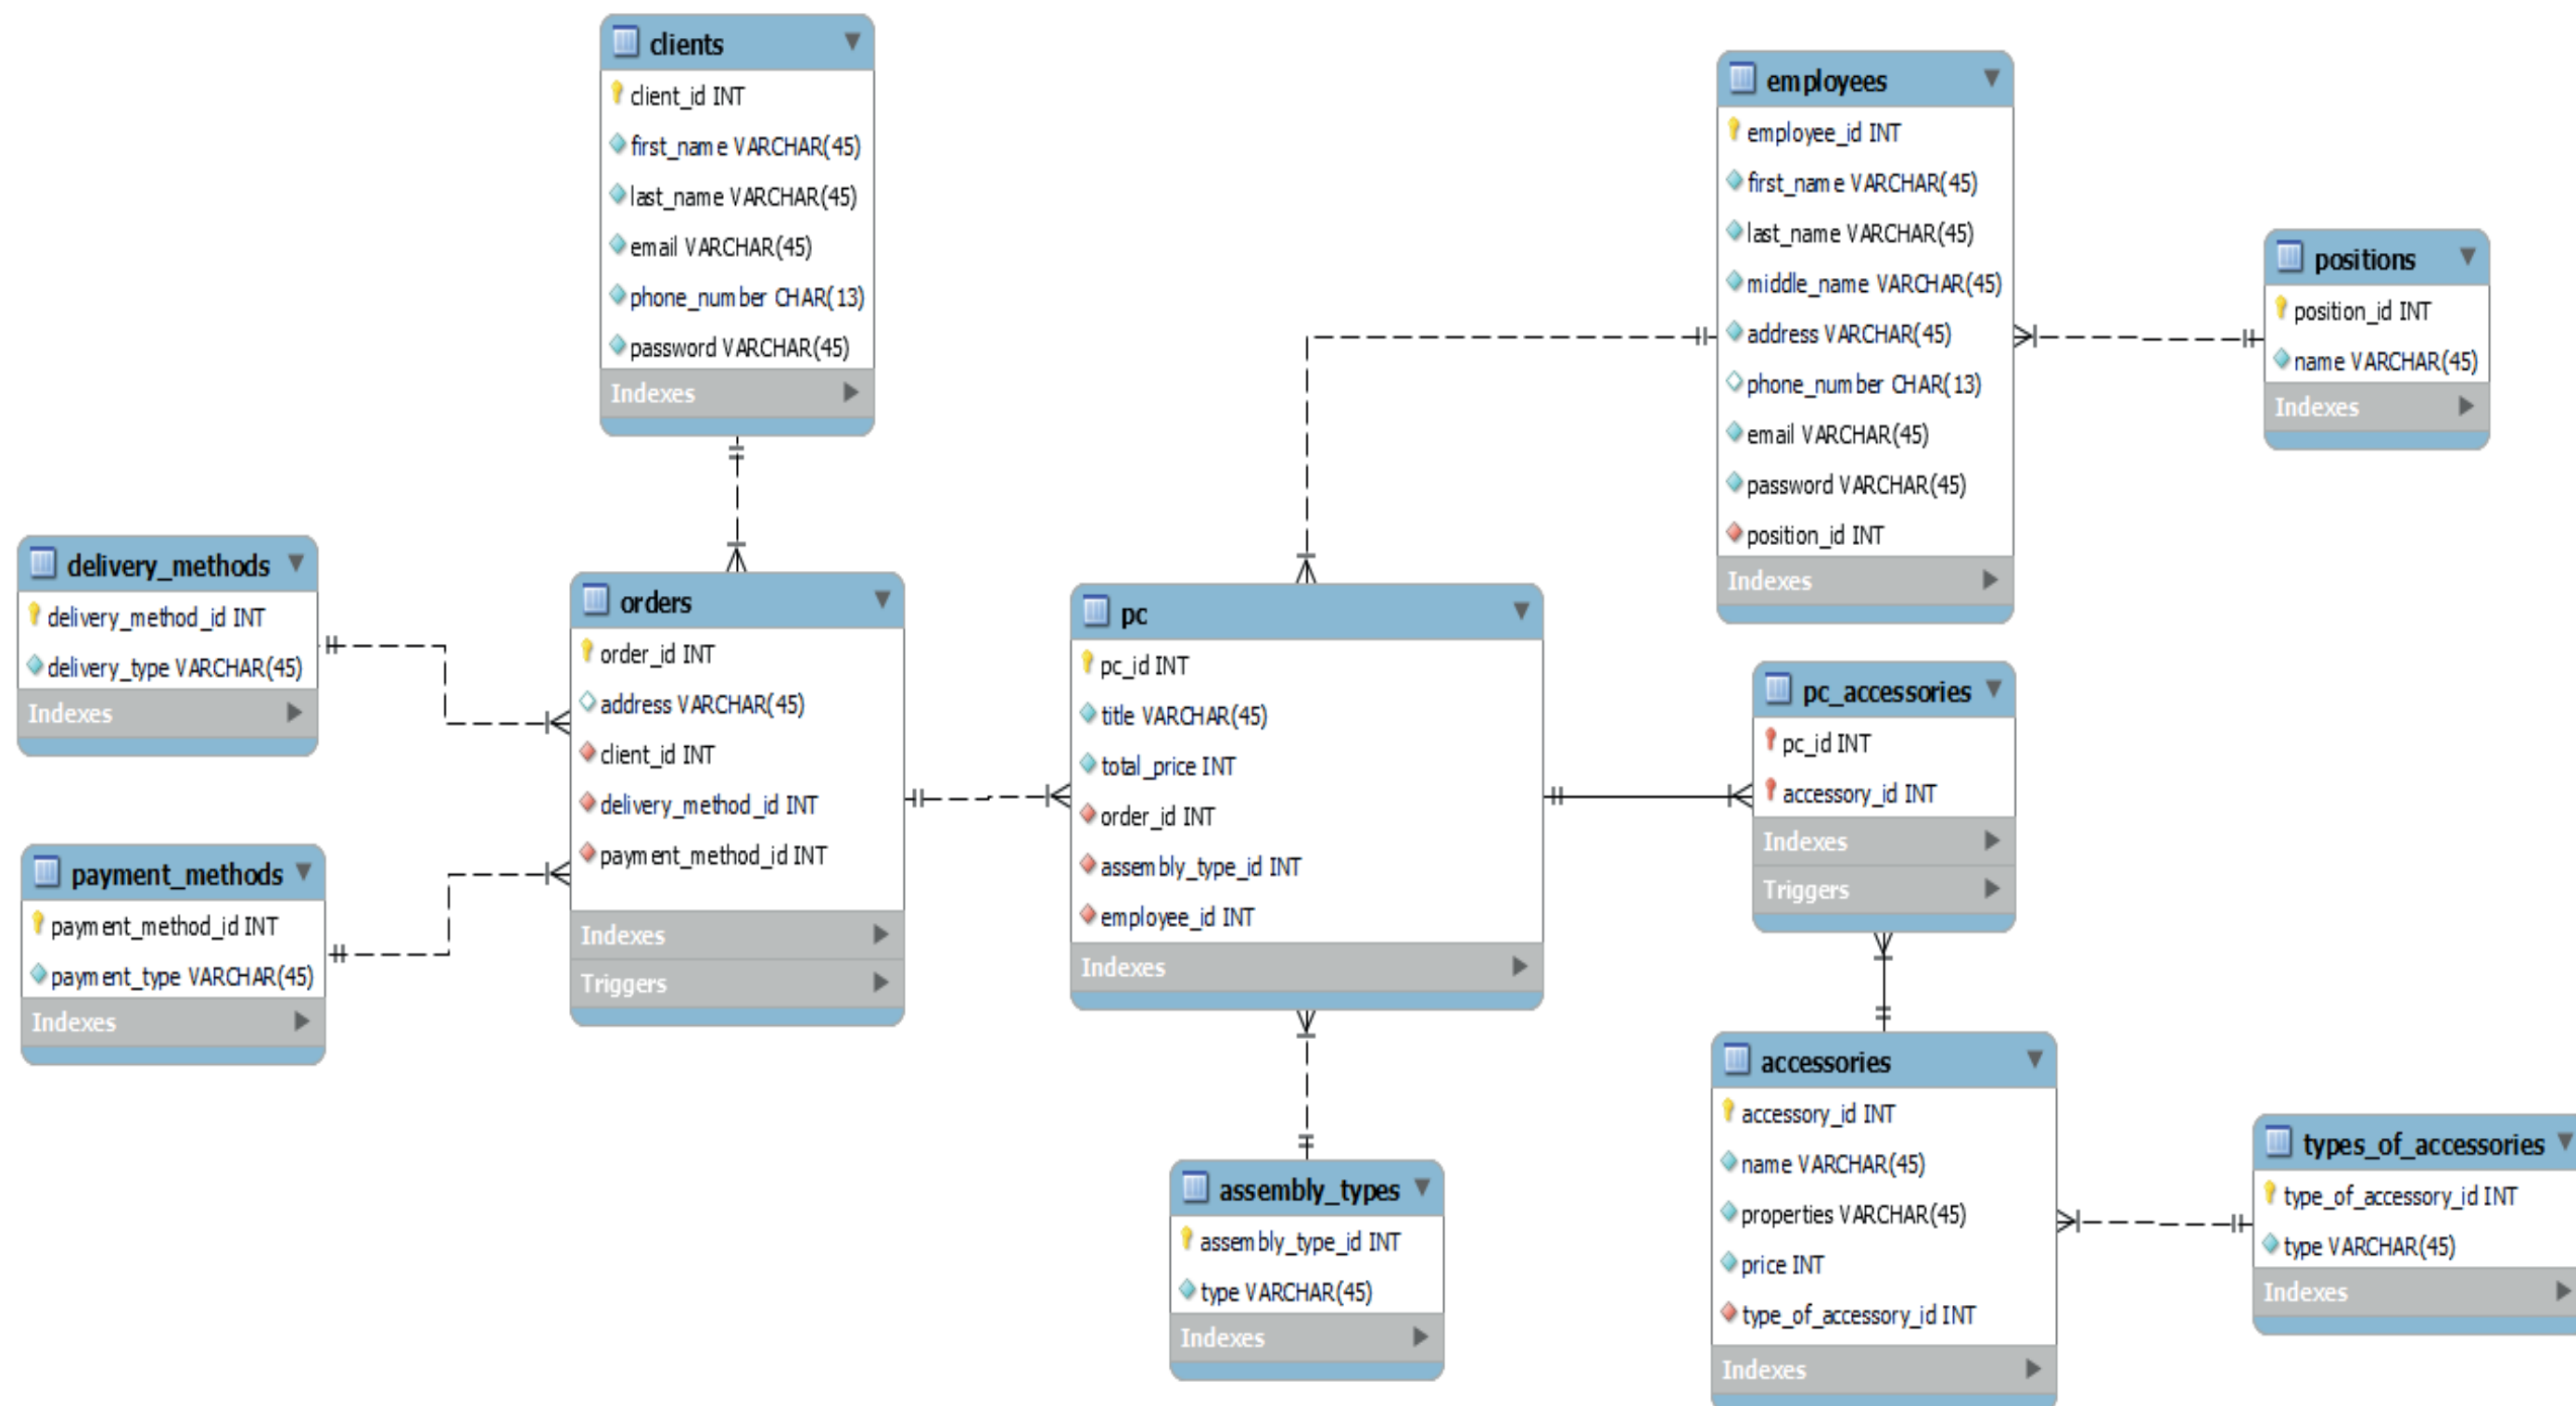 clients
client_id INT
first_name VARCHAR(45)
last_name VARCHAR(45)
email VARCHAR(45)
phone_number CHAR(13)
password VARCHAR(45)
Indexes
employees
employee_id INT
first_name VARCHAR(45)
last_name VARCHAR(45)
middle_name VARCHAR(45)
address VARCHAR(45)
phone_number CHAR(13)
email VARCHAR(45)
password VARCHAR(45)
position_id INT
Indexes
positions
position_id INT
name VARCHAR(45)
Indexes
delivery_methods
delivery_method_id INT
delivery_type VARCHAR(45)
Indexes
orders
order_id INT
address VARCHAR(45)
client_id INT
delivery_method_id INT
payment_method_id INT
Indexes
Triggers
pc
pc_id INT
title VARCHAR(45)
total_price INT
order_id INT
assembly_type_id INT
employee_id INT
Indexes
pc_accessories
pc_id INT
accessory_id INT
Indexes
Triggers
payment_methods
payment_method_id INT
payment_type VARCHAR(45)
Indexes
assembly_types
assembly_type_id INT
type VARCHAR(45)
Indexes
accessories
accessory_id INT
name VARCHAR(45)
properties VARCHAR(45)
price INT
type_of_accessory_id INT
Indexes
types_of_accessories
type_of_accessory_id INT
type VARCHAR(45)
Indexes